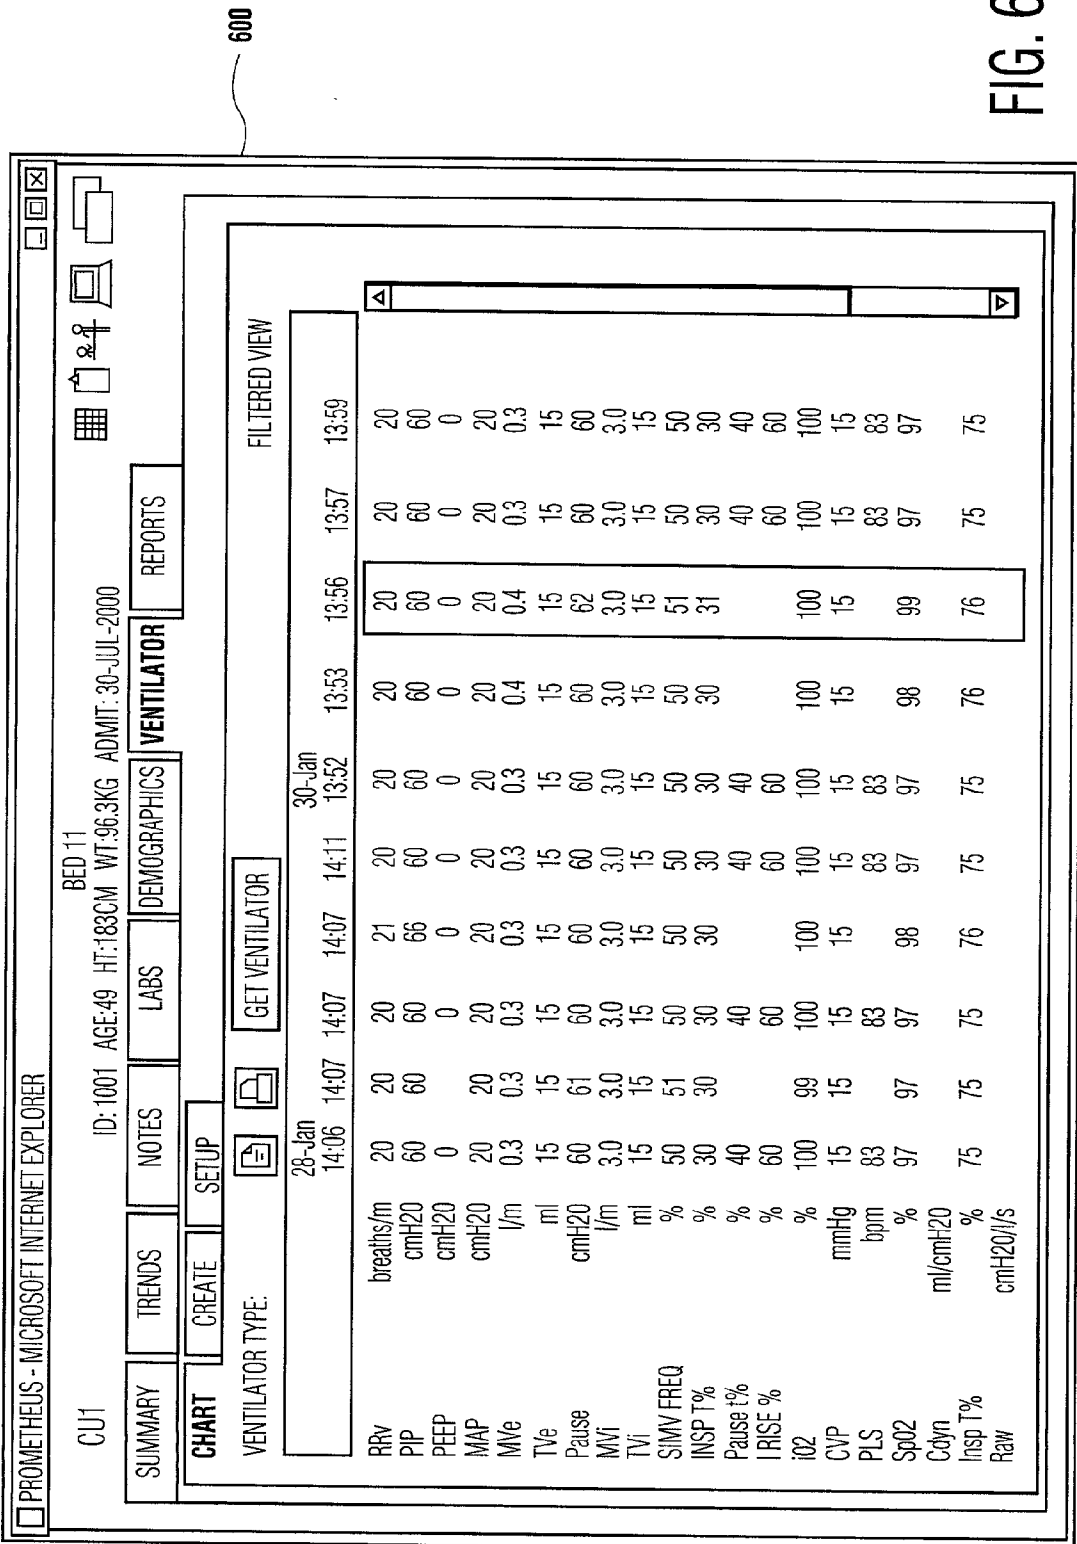 PROMETHEUS - MICROSOFT INTERNET EXPLORER
CU1 BED 11
ID: 1001 AGE:49 HT:183CM WT:96.3KG ADMIT: 30-JUL-2000
SUMMARY TRENDS NOTES LABS DEMOGRAPHICS VENTILATOR REPORTS
CHART CREATE SETUP
VENTILATOR TYPE: GET VENTILATOR FILTERED VIEW
28-Jan 30-Jan
14:06 14:07 14:07 14:07 14:11 13:52 13:53 13:56 13:57 13:59
RRv breaths/m 20 20 20 21 20 20 20 20 20 20
PIP cmH20 60 60 60 66 60 60 60 60 60 60
PEEP cmH20 0 0 0 0 0 0 0 0 0
MAP cmH20 20 20 20 20 20 20 20 20 20 20
MVe l/m 0.3 0.3 0.3 0.3 0.3 0.3 0.4 0.4 0.3 0.3
TVe ml 15 15 15 15 15 15 15 15 15 15
Pause cmH20 60 61 60 60 60 60 60 62 60 60
MVi l/m 3.0 3.0 3.0 3.0 3.0 3.0 3.0 3.0 3.0 3.0
TVi ml 15 15 15 15 15 15 15 15 15 15
SIMV FREQ % 50 51 50 50 50 50 50 51 50 50
INSP T% % 30 30 30 30 30 30 30 31 30 30
Pause t% % 40 40 40 40 40 40
I RISE % % 60 60 60 60 60 60
i02 % 100 99 100 100 100 100 100 100 100 100
CVP mmHg 15 15 15 15 15 15 15 15 15 15
PLS bpm 83 83 83 83 83 83
Sp02 % 97 97 97 98 97 97 98 99 97 97
Cdyn ml/cmH20
Insp T% % 75 75 75 76 75 75 76 76 75 75
Raw cmH20/l/s
600
FIG. 6